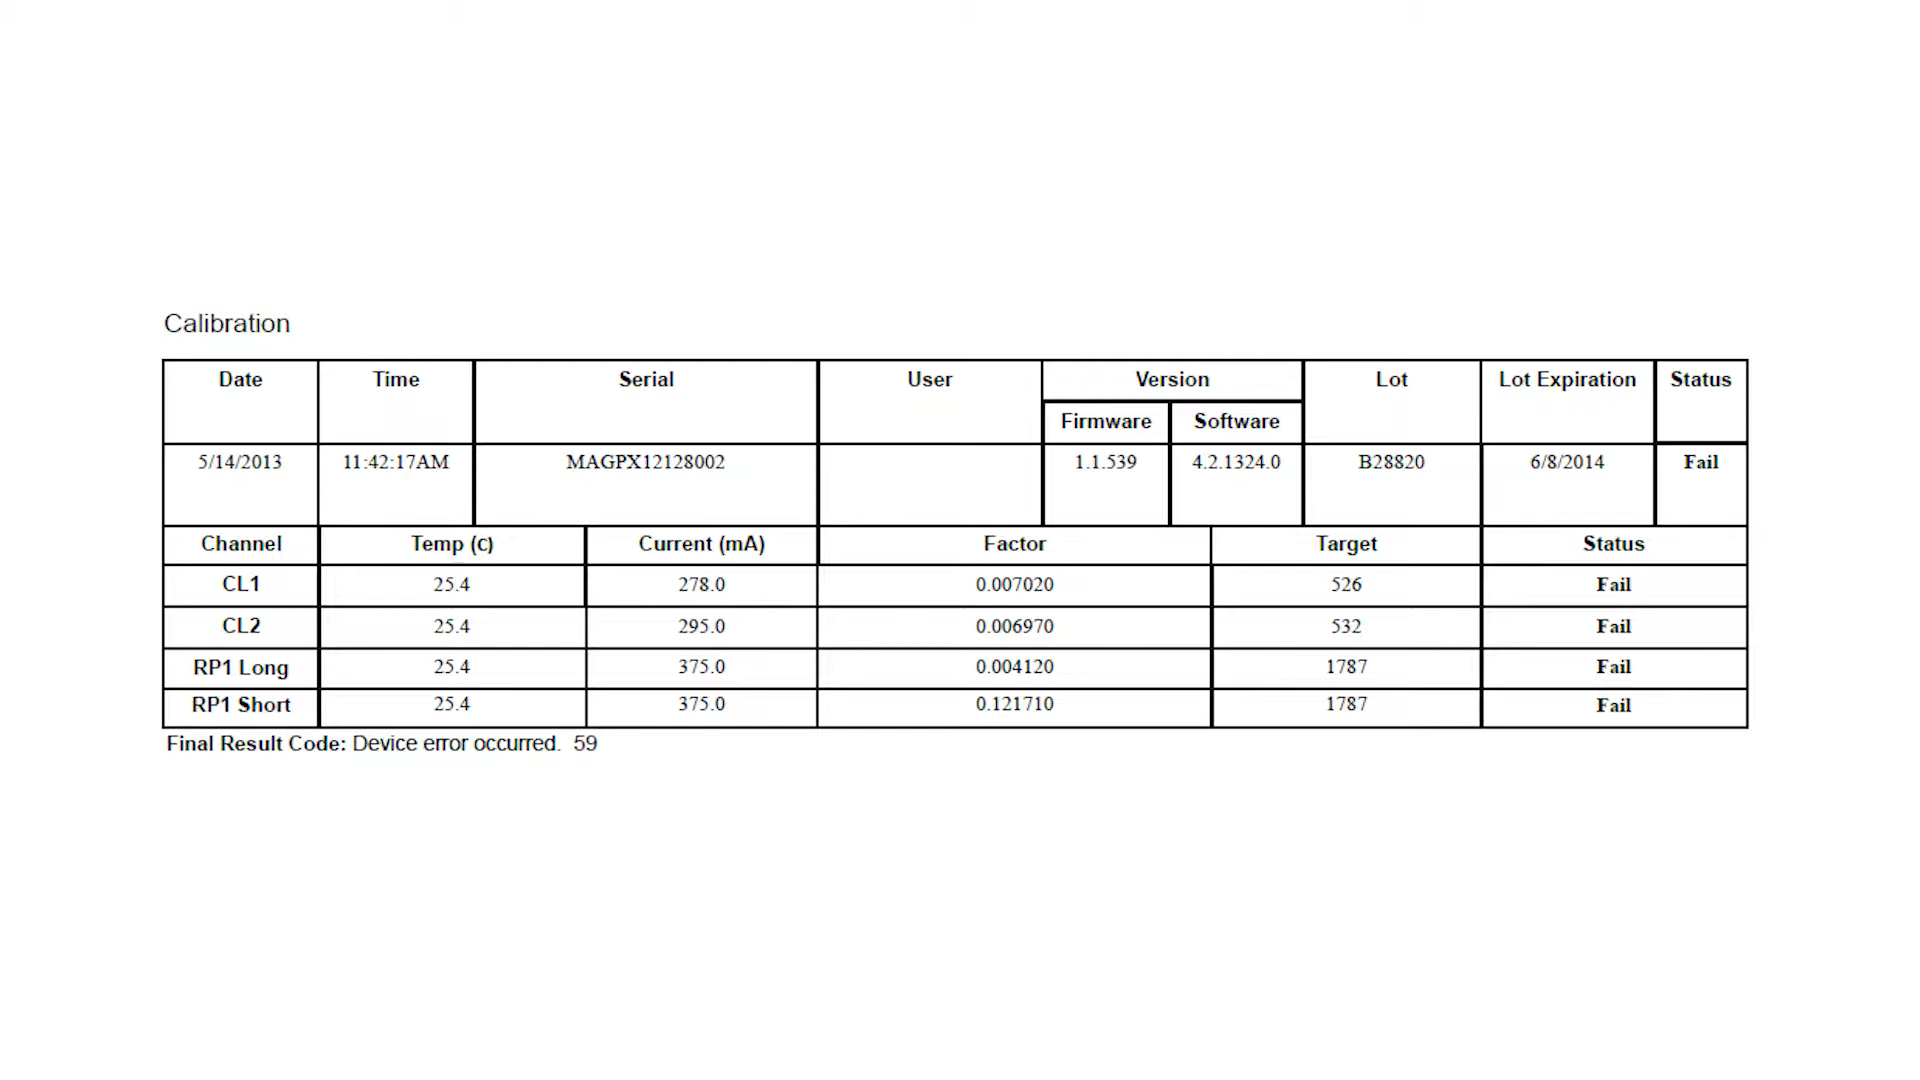 Calibration
Date Time Serial User Version Lot Lot Expiration Status
Firmware Software
5/14/2013 11:42:17AM MAGPX12128002 1.1.539 4.2.1324.0 B28820 6/8/2014 Fail
Channel Temp (c) Current (mA) Factor Target Status
CL1 25.4 278.0 0.007020 526 Fail
CL2 25.4 295.0 0.006970 532 Fail
RP1 Long 25.4 375.0 0.004120 1787 Fail
RP1 Short 25.4 375.0 0.121710 1787 Fail
Final Result Code: Device error occurred. 59